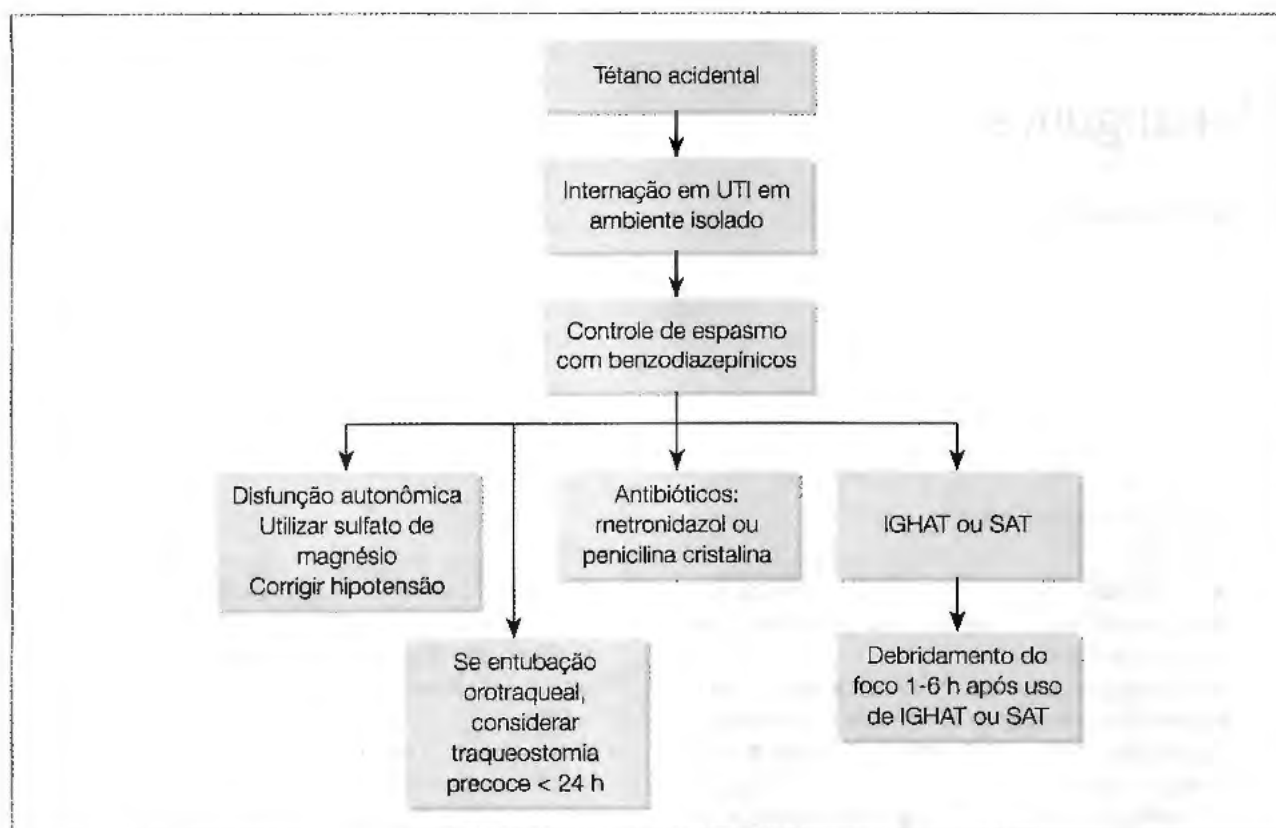 Tétano acidental
Internação em UTI em
ambiente isolado
Controle de espasmo
com benzodiazepínicos
Disfunção autonômica
Utilizar sulfato de
magnésio
Corrigir hipotensão
Se entubação
orotraqueal,
considerar
traqueostomia
precoce < 24 h
Antibióticos:
metronidazol ou
penicilina cristalina
IGHAT ou SAT
Debridamento do
foco 1-6 h após uso
de IGHAT ou SAT